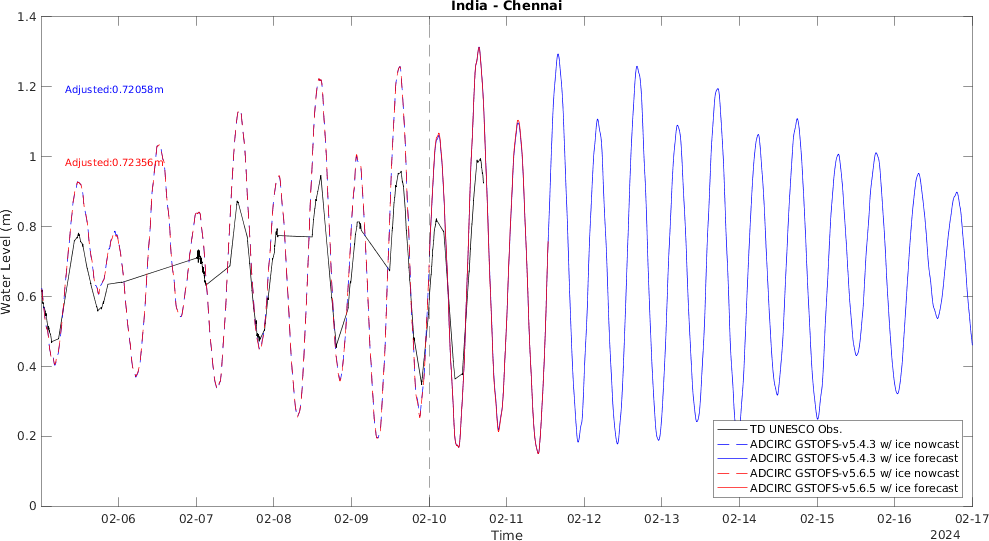 India - Chennai
1.4
1.2
1
0.8
0.6
0.4
0.2
0
Water Level (m)
Adjusted:0.72058m
Adjusted:0.72356m
TD UNESCO Obs.
ADCIRC GSTOFS-v5.4.3 w/ ice nowcast
ADCIRC GSTOFS-v5.4.3 w/ ice forecast
ADCIRC GSTOFS-v5.6.5 w/ ice nowcast
ADCIRC GSTOFS-v5.6.5 w/ ice forecast
02-06 02-07 02-08 02-09 02-10 02-11 02-12 02-13 02-14 02-15 02-16 02-17
Time
2024